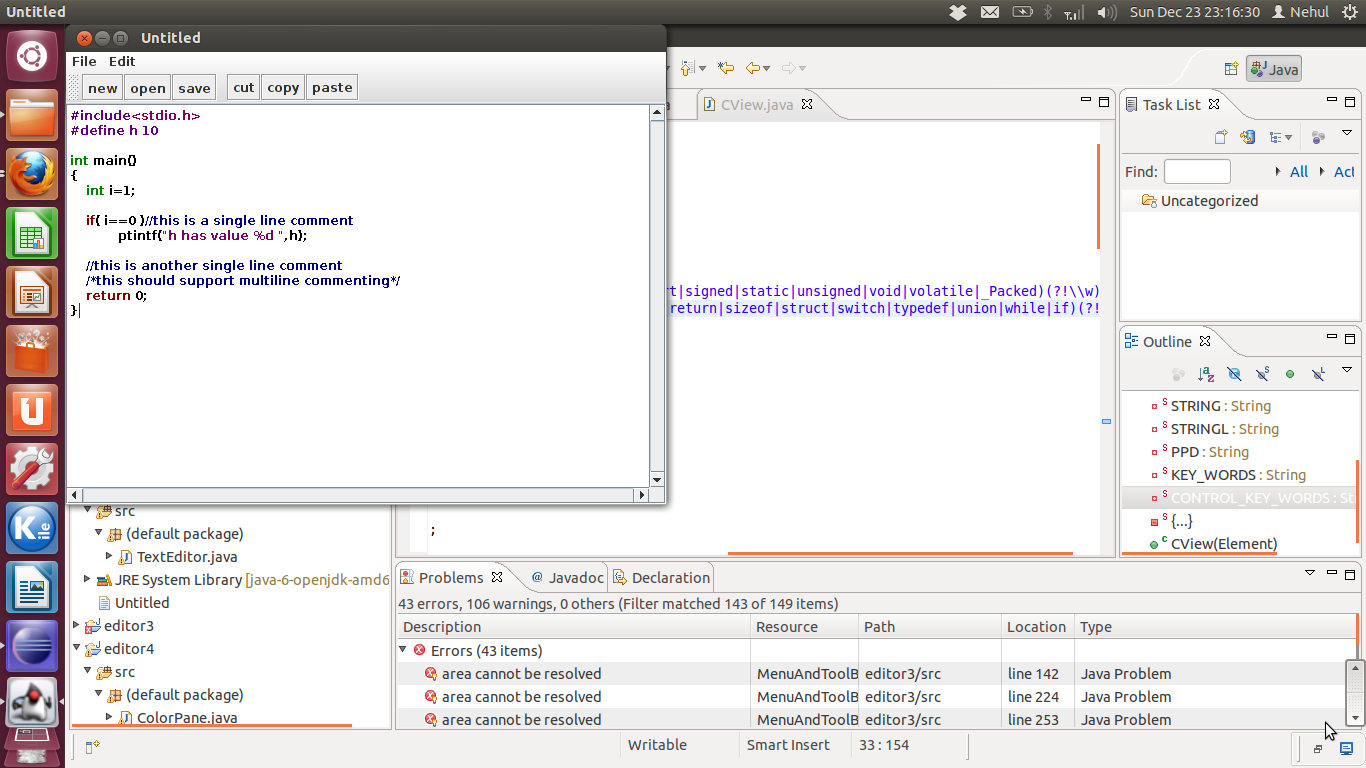 Untitled
Sun Dec 23 23:16:30 Nehul
Untitled
File Edit
new open save cut copy paste
#include<stdio.h>
#define h 10
int main()
{
int i=1;
if( i==0 )//this is a single line comment
ptintf("h has value %d ",h);
//this is another single line comment
/*this should support multiline commenting*/
return 0;
}
Java
CView.java
t|signed|static|unsigned|void|volatile|_Packed)(?!\\w)
return|sizeof|struct|switch|typedef|union|while|if)(?!
;
Task List
Find: All Act
Uncategorized
Outline
STRING : String
STRINGL : String
PPD : String
KEY_WORDS : String
CONTROL_KEY_WORDS : St
{...}
CView(Element)
src
(default package)
TextEditor.java
JRE System Library [java-6-openjdk-amd6
Untitled
editor3
editor4
src
(default package)
ColorPane.java
Problems Javadoc Declaration
43 errors, 106 warnings, 0 others (Filter matched 143 of 149 items)
Description Resource Path Location Type
Errors (43 items)
area cannot be resolved MenuAndToolB editor3/src line 142 Java Problem
area cannot be resolved MenuAndToolB editor3/src line 224 Java Problem
area cannot be resolved MenuAndToolB editor3/src line 253 Java Problem
Writable Smart Insert 33 : 154